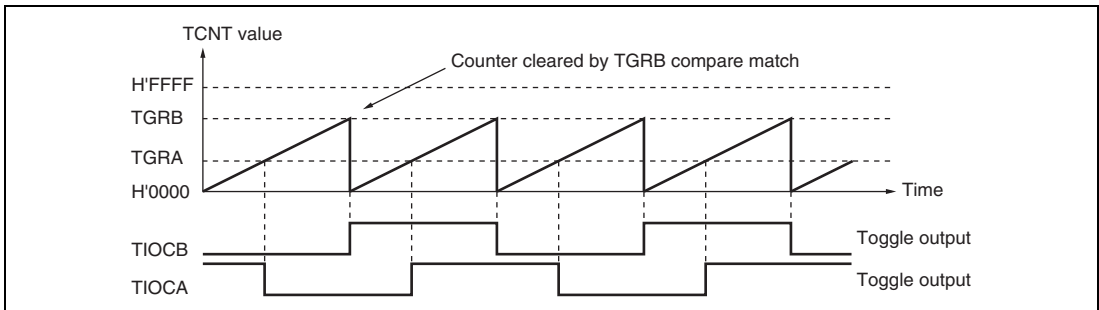 TCNT value
Counter cleared by TGRB compare match
H'FFFF
TGRB
TGRA
H'0000
Time
TIOCB
Toggle output
TIOCA
Toggle output